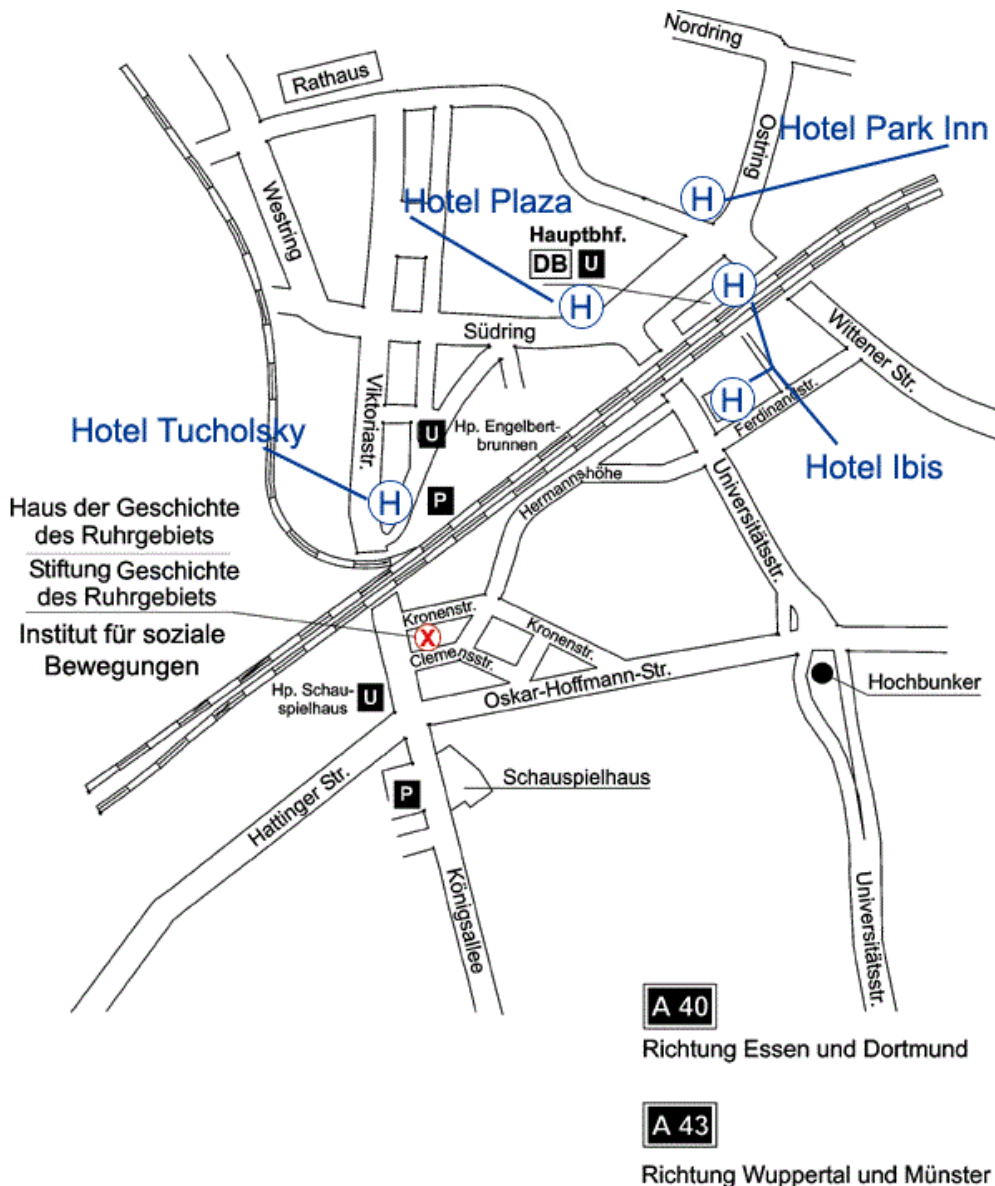 Nordring
Rathaus
Ostring
Hotel Park Inn
H
Westring
Hotel Plaza
Hauptbhf.
DB U
H
H
Südring
Wittener Str.
Viktoriastr.
H
Ferdinandstr.
Hotel Tucholsky
U
Hp. Engelbert-
brunnen
Hotel Ibis
H
P
Hermannshöhe
Universitätsstr.
Haus der Geschichte
des Ruhrgebiets
Stiftung Geschichte
des Ruhrgebiets
Institut für soziale
Bewegungen
Kronenstr.
X
Clemensstr.
Kronenstr.
Oskar-Hoffmann-Str.
Hochbunker
Hp. Schau-
spielhaus
U
Hattinger Str.
P
Schauspielhaus
Königsallee
Universitätsstr.
A 40
Richtung Essen und Dortmund
A 43
Richtung Wuppertal und Münster